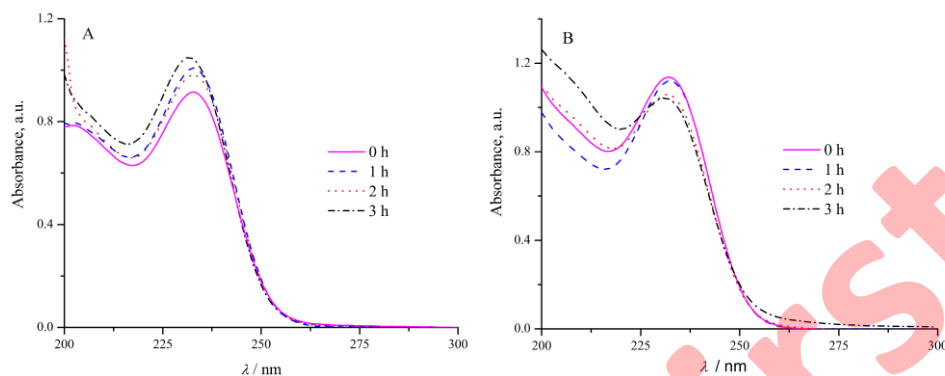 A
Absorbance, a.u.
1.2
0.8
0.4
0.0
0 h
1 h
2 h
3 h
200
225
250
275
300
λ / nm
B
Absorbance, a.u.
1.2
0.8
0.4
0.0
0 h
1 h
2 h
3 h
200
225
250
275
300
λ / nm
irst